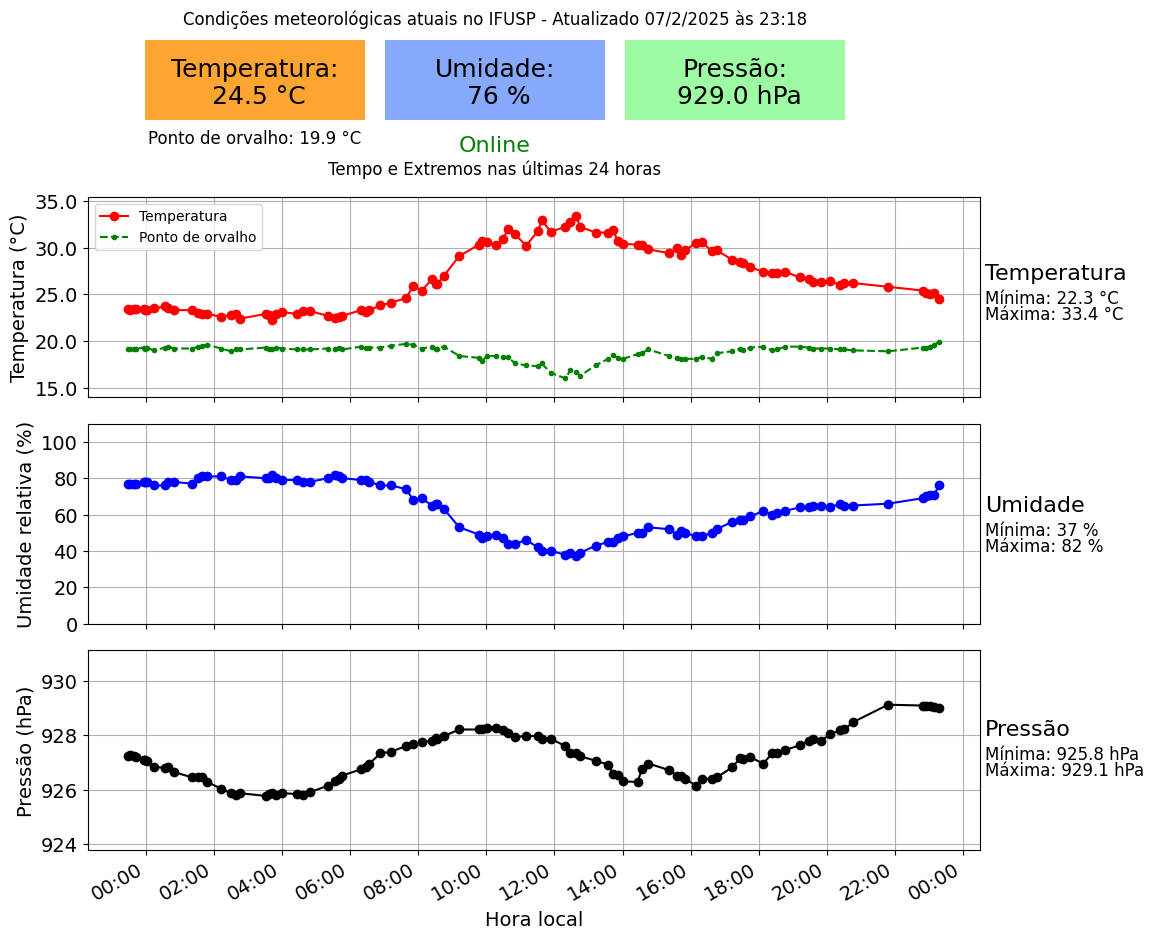 Condições meteorológicas atuais no IFUSP - Atualizado 07/2/2025 às 23:18
Temperatura:
24.5 °C
Umidade:
76 %
Pressão:
929.0 hPa
Ponto de orvalho: 19.9 °C
Online
Tempo e Extremos nas últimas 24 horas
Temperatura (°C)
35.0
30.0
25.0
20.0
15.0
Temperatura
Ponto de orvalho
Temperatura
Mínima: 22.3 °C
Máxima: 33.4 °C
Umidade relativa (%)
100
80
60
40
20
0
Umidade
Mínima: 37 %
Máxima: 82 %
Pressão (hPa)
930
928
926
924
Pressão
Mínima: 925.8 hPa
Máxima: 929.1 hPa
00:00 02:00 04:00 06:00 08:00 10:00 12:00 14:00 16:00 18:00 20:00 22:00 00:00
Hora local